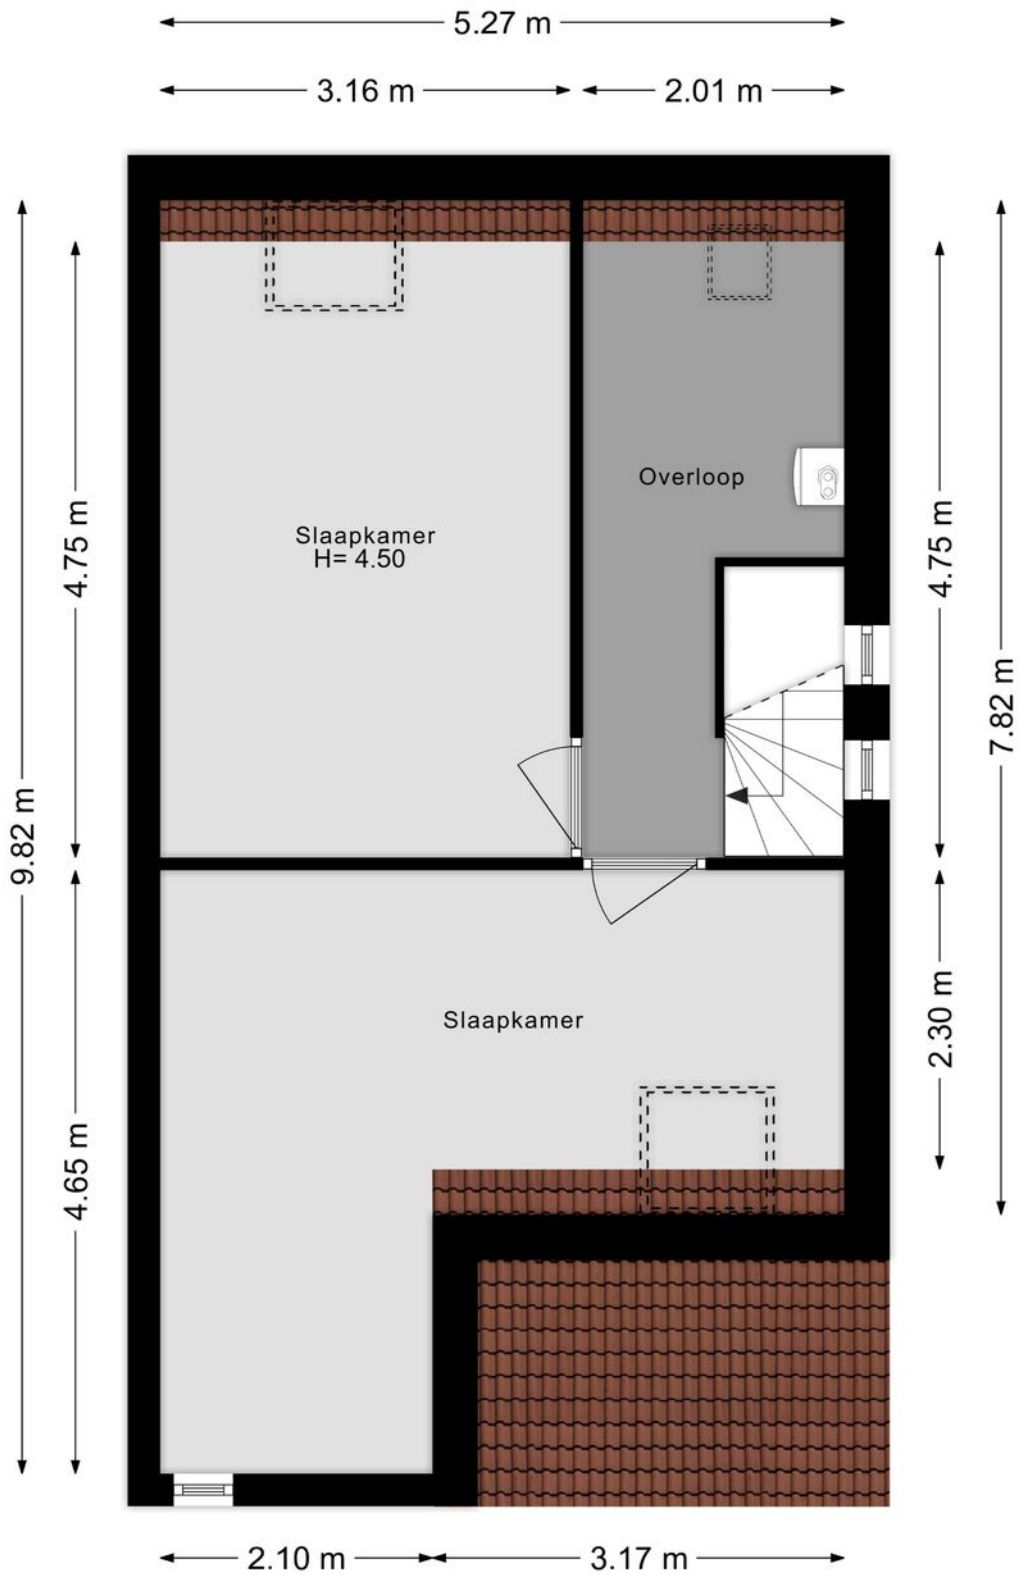 5.27 m
3.16 m
2.01 m
Overloop
Slaapkamer
H= 4.50
4.75 m
4.75 m
7.82 m
9.82 m
Slaapkamer
2.30 m
4.65 m
2.10 m
3.17 m